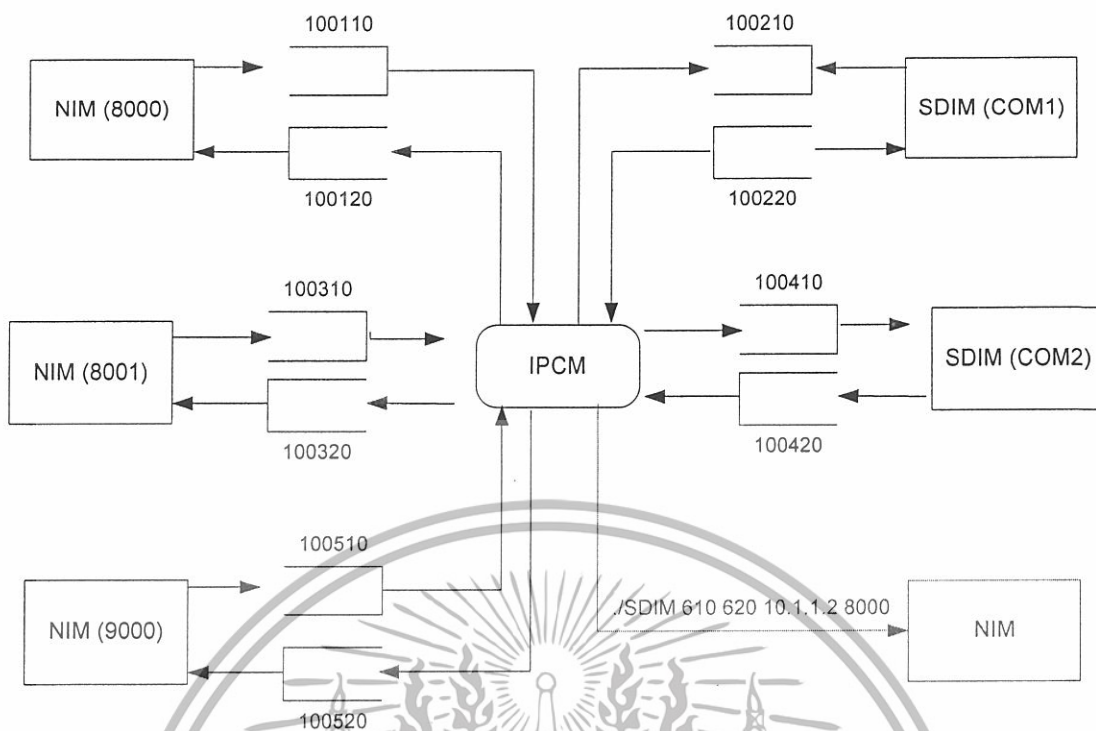 100110
100210
NIM (8000)
SDIM (COM1)
100120
100220
100310
100410
NIM (8001)
IPCM
SDIM (COM2)
100320
100420
100510
./SDIM 610 620 10.1.1.2 8000
NIM (9000)
NIM
100520